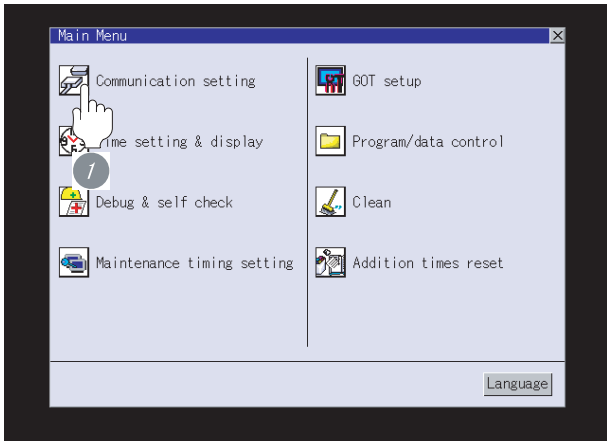 Main Menu
Communication setting
GOT setup
Time setting & display
Program/data control
1
Debug & self check
Clean
Maintenance timing setting
Addition times reset
Language